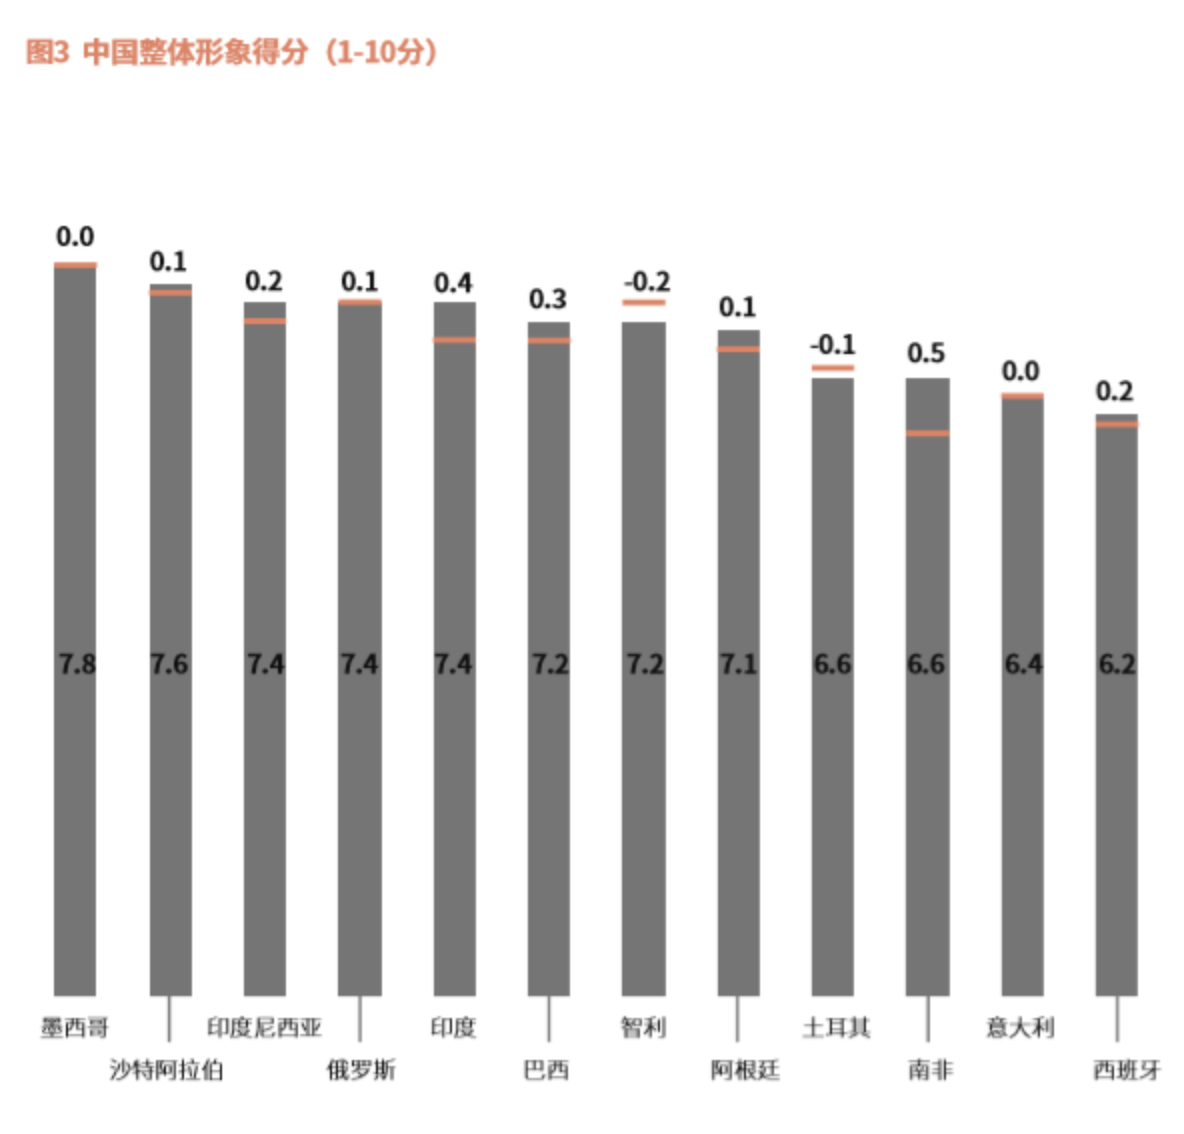 图3 中国整体形象得分（1-10分）
0.0
0.1
0.2
0.1
0.4
0.3
-0.2
0.1
-0.1
0.5
0.0
0.2
7.8
7.6
7.4
7.4
7.4
7.2
7.2
7.1
6.6
6.6
6.4
6.2
墨西哥
沙特阿拉伯
印度尼西亚
俄罗斯
印度
巴西
智利
阿根廷
土耳其
南非
意大利
西班牙